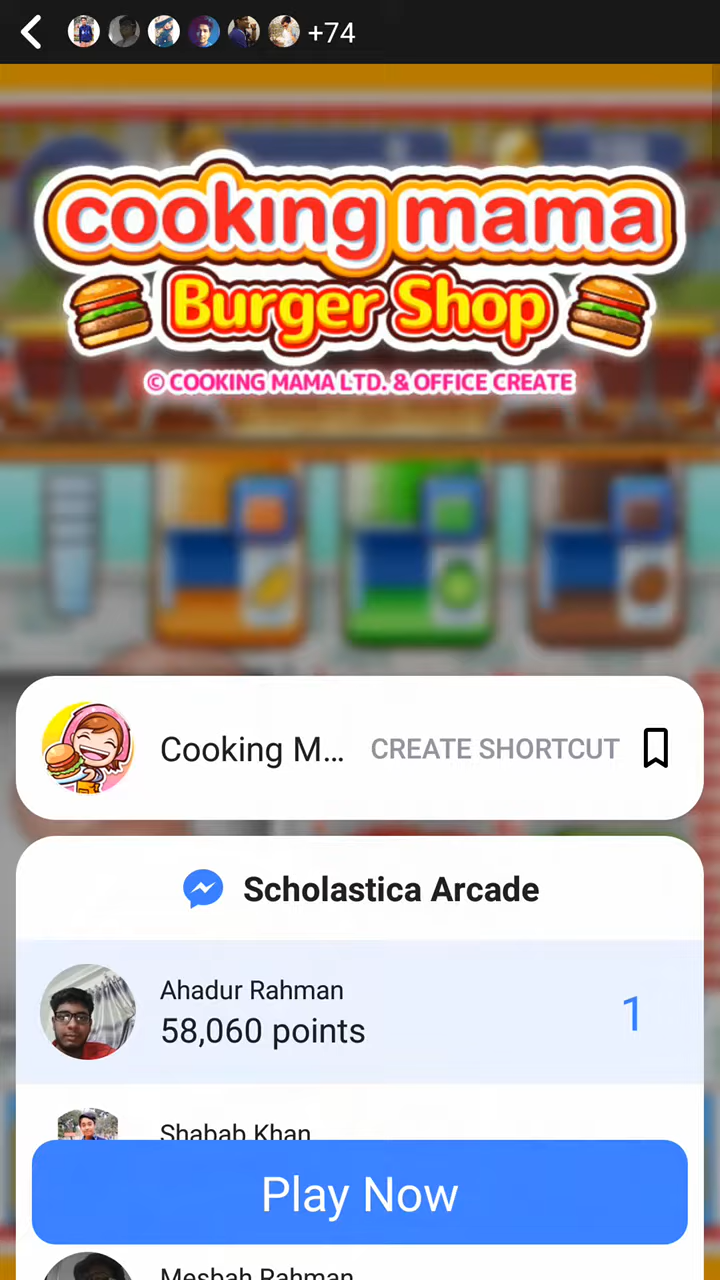 +74
cooking mama
Burger Shop
© COOKING MAMA LTD. & OFFICE CREATE
Cooking M...
CREATE SHORTCUT
Scholastica Arcade
Ahadur Rahman
58,060 points
1
Shabab Khan
Play Now
Mesbah Rahman